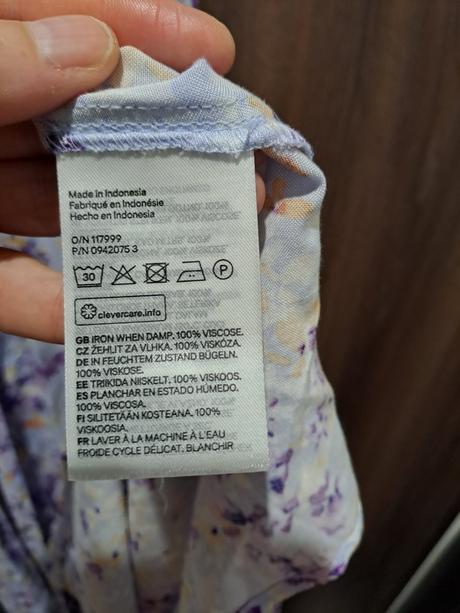 Made in Indonesia
Fabriqué en Indonésie
Hecho en Indonesia
O/N 117999
P/N 0942075 3
30
P
clevercare.info
GB IRON WHEN DAMP. 100% VISCOSE.
CZ ŽEHLIT ZA VLHKA. 100% VISKÓZA.
DE IN FEUCHTEM ZUSTAND BÜGELN.
100% VISKOSE.
EE TRIIKIDA NIISKELT. 100% VISKOOS.
ES PLANCHAR EN ESTADO HÚMEDO.
100% VISCOSA.
FI SILITETÄÄN KOSTEANA. 100%
VISKOOSIA.
FR LAVER À LA MACHINE À L'EAU
FROIDE CYCLE DÉLICAT. BLANCHIR